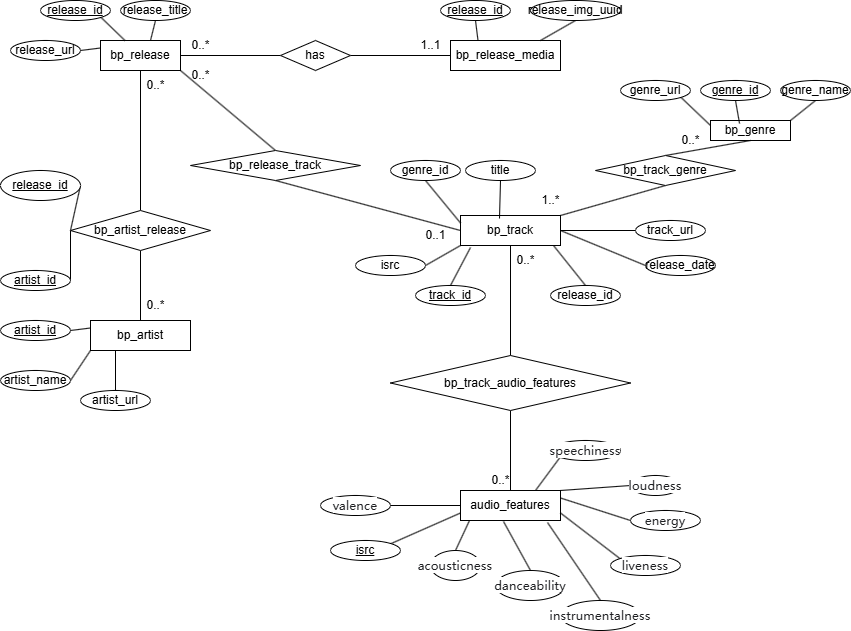 release_id
release_title
release_id
release_img_uuid
release_url
bp_release
0..*
has
1..1
bp_release_media
0..*
0..*
genre_url
genre_id
genre_name
bp_genre
0..*
bp_release_track
genre_id
title
bp_track_genre
release_id
1..*
bp_artist_release
0..1
bp_track
track_url
isrc
0..*
release_date
artist_id
track_id
release_id
0..*
artist_id
bp_artist
artist_name
artist_url
bp_track_audio_features
speechiness
0..*
loudness
valence
audio_features
energy
isrc
acousticness
liveness
danceability
instrumentalness